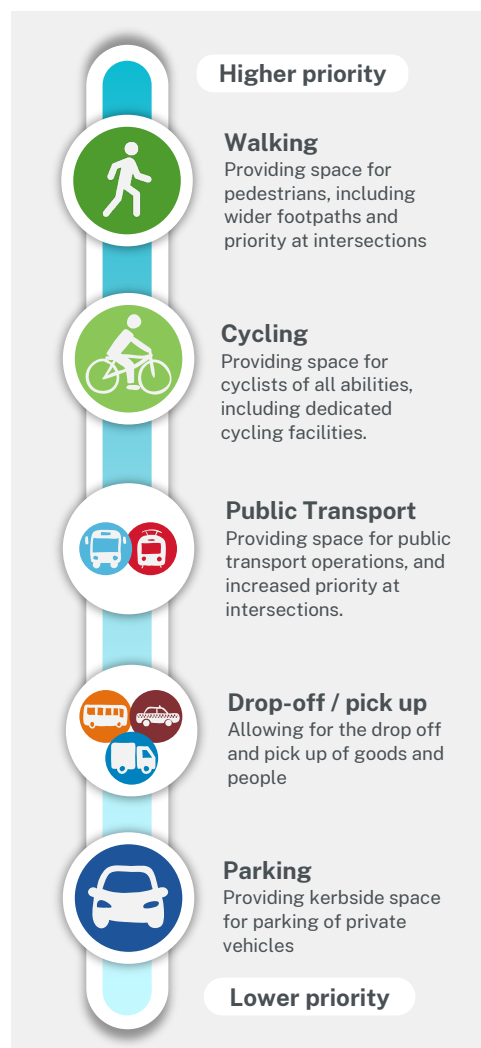 Higher priority
Walking
Providing space for
pedestrians, including
wider footpaths and
priority at intersections
Cycling
Providing space for
cyclists of all abilities,
including dedicated
cycling facilities.
Public Transport
Providing space for public
transport operations, and
increased priority at
intersections.
Drop-off / pick up
Allowing for the drop off
and pick up of goods and
people
Parking
Providing kerbside space
for parking of private
vehicles
Lower priority